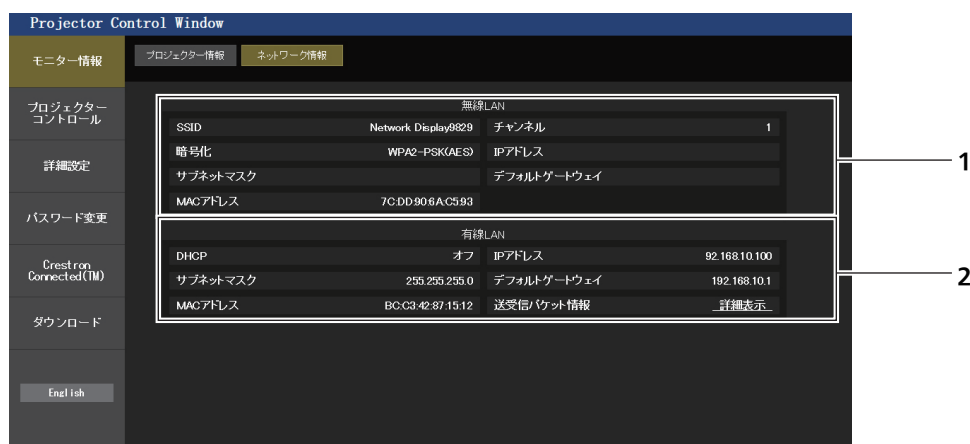 Projector Control Window
モニター情報
プロジェクター情報 ネットワーク情報
プロジェクター
コントロール
詳細設定
パスワード変更
Crestron
Connected(TM)
ダウンロード
English
無線LAN
SSID Network Display9829 チャンネル 1
暗号化 WPA2-PSK(AES) IPアドレス
サブネットマスク デフォルトゲートウェイ
MACアドレス 7C:DD:90:6A:C5:93
1
有線LAN
DHCP オフ IPアドレス 92.168.10.100
サブネットマスク 255.255.255.0 デフォルトゲートウェイ 192.168.10.1
MACアドレス BC:C3:42:87:15:12 送受信パケット情報 詳細表示
2